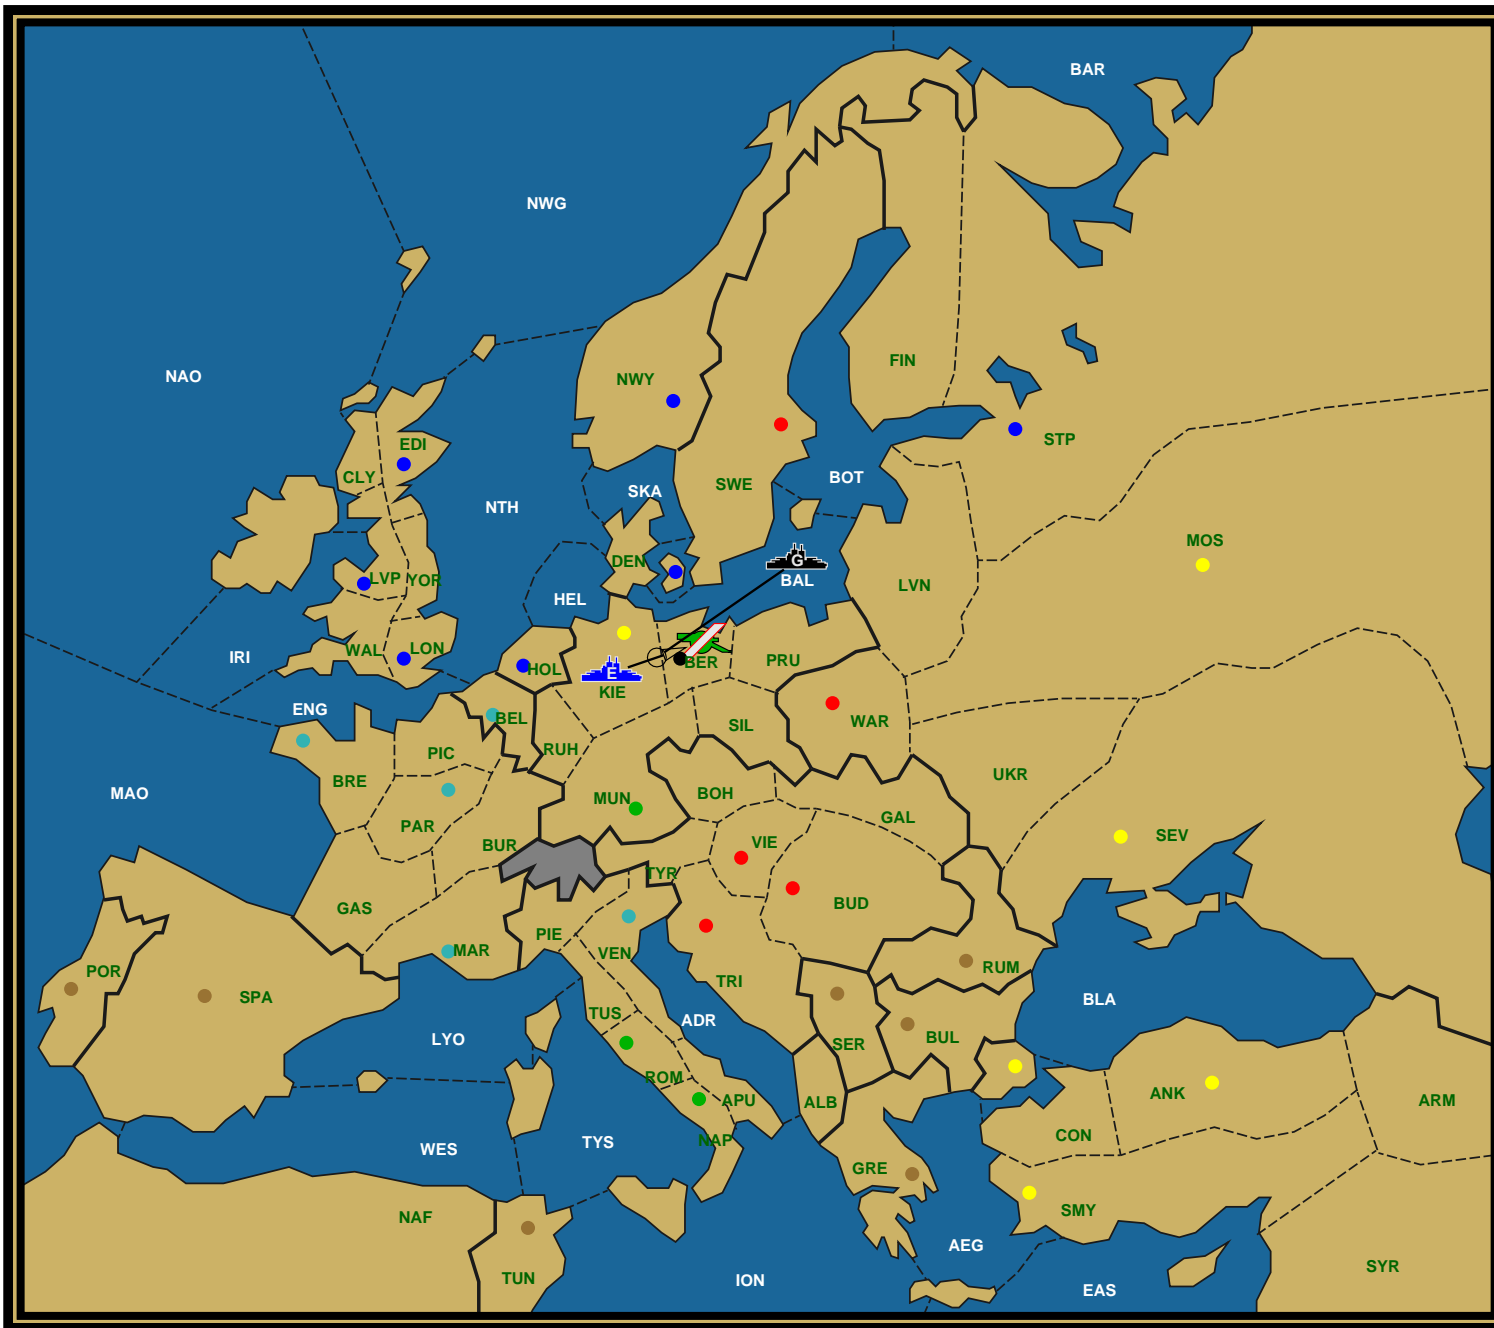 BAR
NWG
NAO
FIN
NWY
STP
EDI
CLY
SWE
BOT
SKA
NTH
MOS
G
DEN
BAL
LVN
LVP
YOR
HEL
IRI
WAL
LON
HOL
E
KIE
BER
PRU
ENG
BEL
WAR
SIL
RUH
PIC
BRE
UKR
MAO
MUN
BOH
PAR
GAL
SEV
BUR
VIE
TYR
BUD
GAS
PIE
VEN
MAR
POR
SPA
TRI
RUM
BLA
TUS
ADR
LYO
SER
BUL
ROM
APU
ALB
ANK
ARM
CON
WES
TYS
NAP
GRE
SMY
NAF
AEG
SYR
TUN
ION
EAS